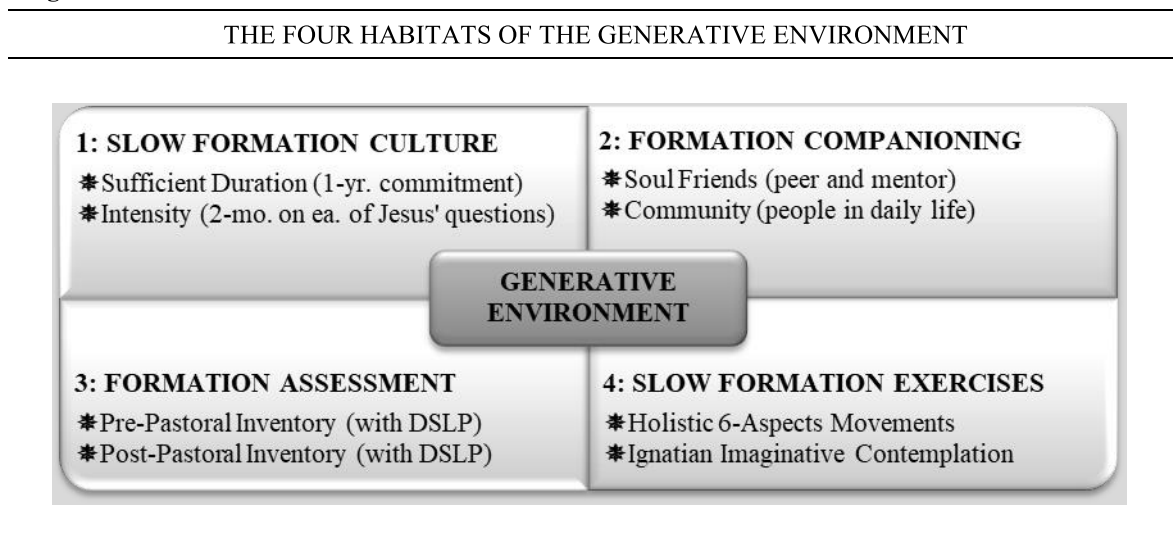 THE FOUR HABITATS OF THE GENERATIVE ENVIRONMENT
1: SLOW FORMATION CULTURE
⁕Sufficient Duration (1-yr. commitment)
⁕Intensity (2-mo. on ea. of Jesus' questions)
2: FORMATION COMPANIONING
⁕Soul Friends (peer and mentor)
⁕Community (people in daily life)
GENERATIVE
ENVIRONMENT
3: FORMATION ASSESSMENT
⁕Pre-Pastoral Inventory (with DSLP)
⁕Post-Pastoral Inventory (with DSLP)
4: SLOW FORMATION EXERCISES
⁕Holistic 6-Aspects Movements
⁕Ignatian Imaginative Contemplation